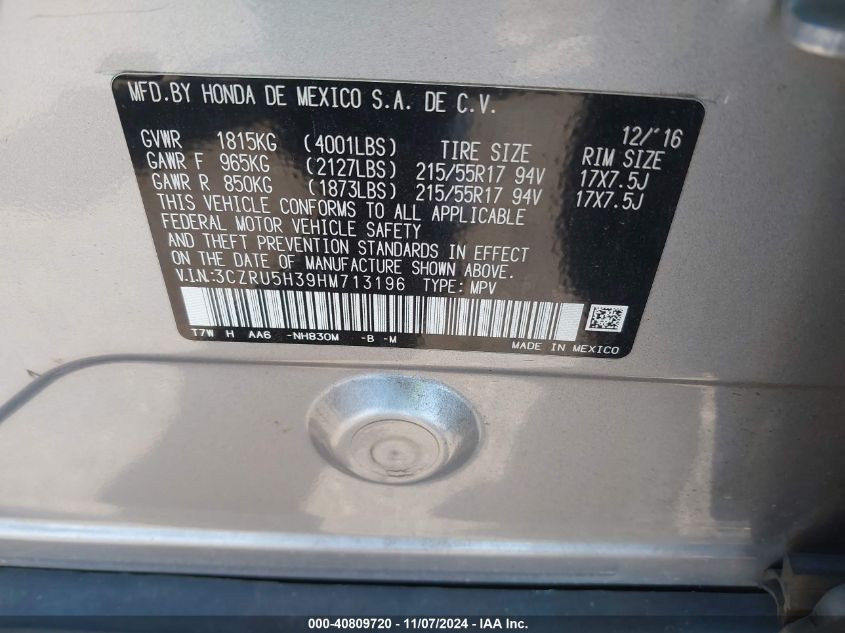 MFD.BY HONDA DE MEXICO S.A. DE C.V.
12/'16
GVWR 1815KG (4001LBS) TIRE SIZE RIM SIZE
GAWR F 965KG (2127LBS) 215/55R17 94V 17X7.5J
GAWR R 850KG (1873LBS) 215/55R17 94V 17X7.5J
THIS VEHICLE CONFORMS TO ALL APPLICABLE
FEDERAL MOTOR VEHICLE SAFETY
AND THEFT PREVENTION STANDARDS IN EFFECT
ON THE DATE OF MANUFACTURE SHOWN ABOVE.
V.I.N.:3CZRU5H39HM713196 TYPE: MPV
T7W H AA6 -NH830M -B -M
MADE IN MEXICO
000-40809720 - 11/07/2024 - IAA Inc.